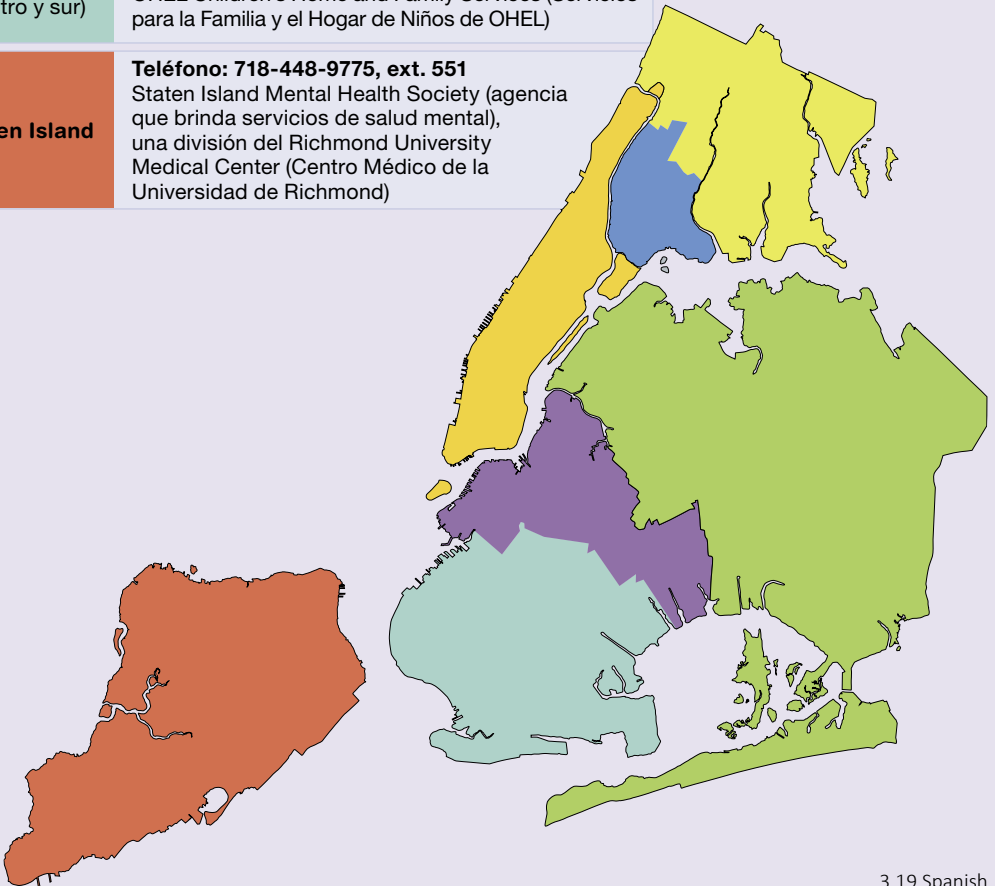 tro y sur)
para la Familia y el Hogar de Niños de OHEL)
en Island
Teléfono: 718-448-9775, ext. 551
Staten Island Mental Health Society (agencia
que brinda servicios de salud mental),
una división del Richmond University
Medical Center (Centro Médico de la
Universidad de Richmond)
3.19 Spanish